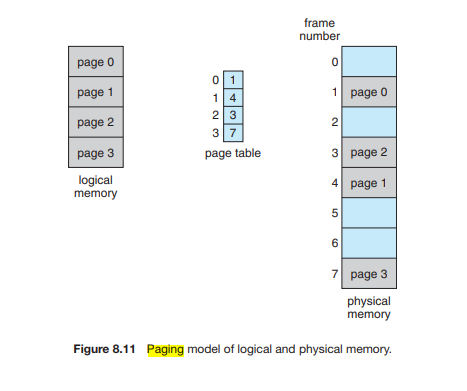 frame
number
page 0
page 1
page 2
page 3
logical
memory
0 1
1 4
2 3
3 7
page table
0
1 page 0
2
3 page 2
4 page 1
5
6
7 page 3
physical
memory
Figure 8.11 Paging model of logical and physical memory.